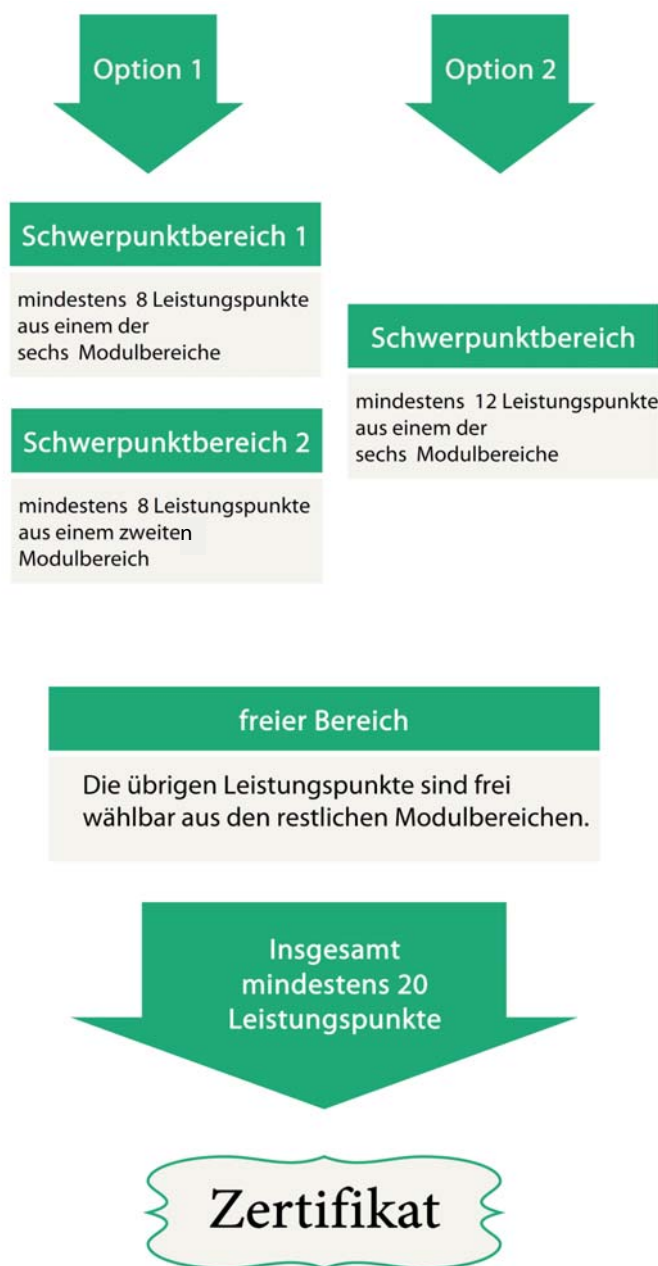 Option 1
Option 2
Schwerpunktbereich 1
mindestens 8 Leistungspunkte
aus einem der
sechs Modulbereiche
Schwerpunktbereich 2
mindestens 8 Leistungspunkte
aus einem zweiten
Modulbereich
Schwerpunktbereich
mindestens 12 Leistungspunkte
aus einem der
sechs Modulbereiche
freier Bereich
Die übrigen Leistungspunkte sind frei
wählbar aus den restlichen Modulbereichen.
Insgesamt
mindestens 20
Leistungspunkte
Zertifikat